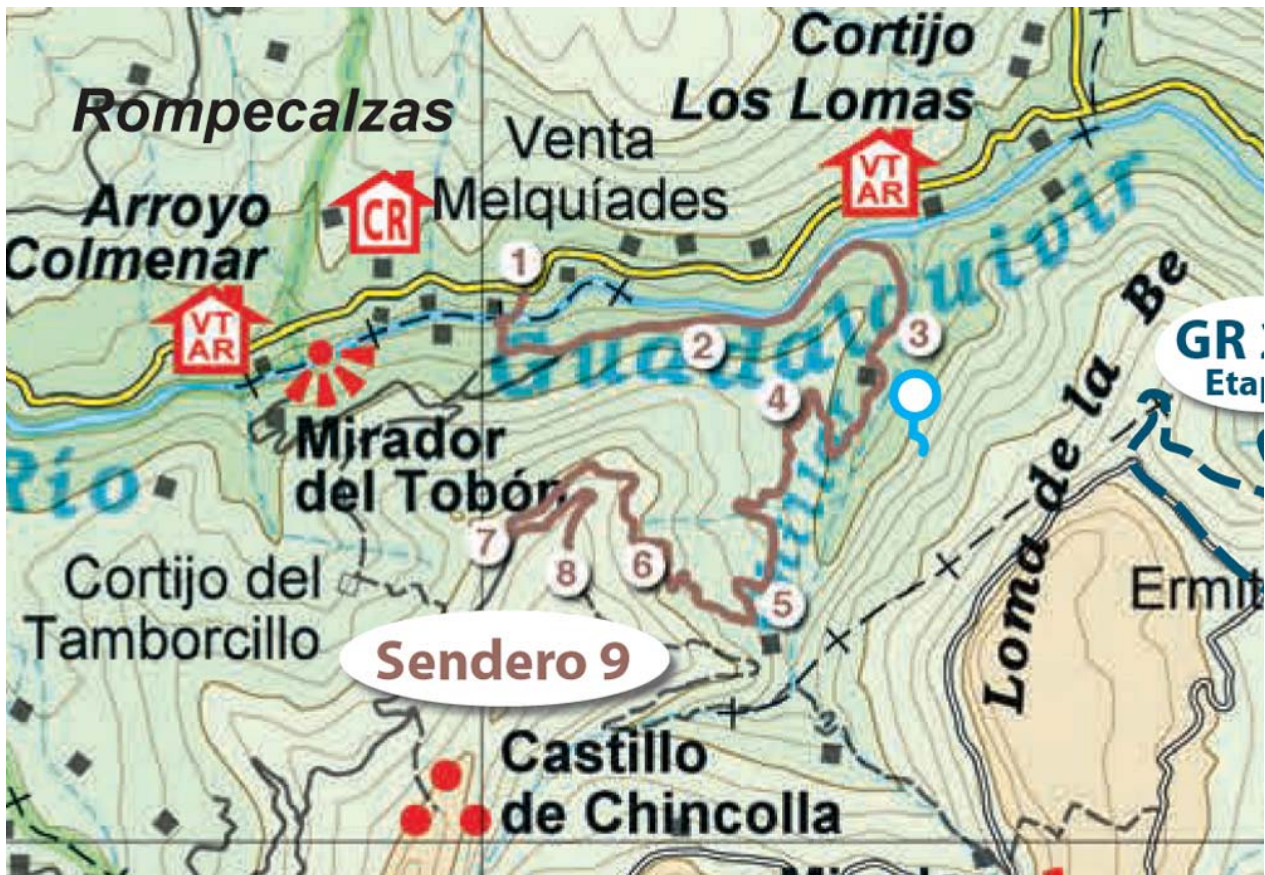 Cortijo
Los Lomas
Rompecalzas
Venta
Melquíades
VT
AR
Arroyo
Colmenar
CR
VT
AR
1
2
3
4
Guadalquivir
Mirador
del Tobón
Río
Loma de la Be
GR
Etap
7
8
6
5
Cortijo del
Tamborcillo
Ermit
Sendero 9
Castillo
de Chincolla